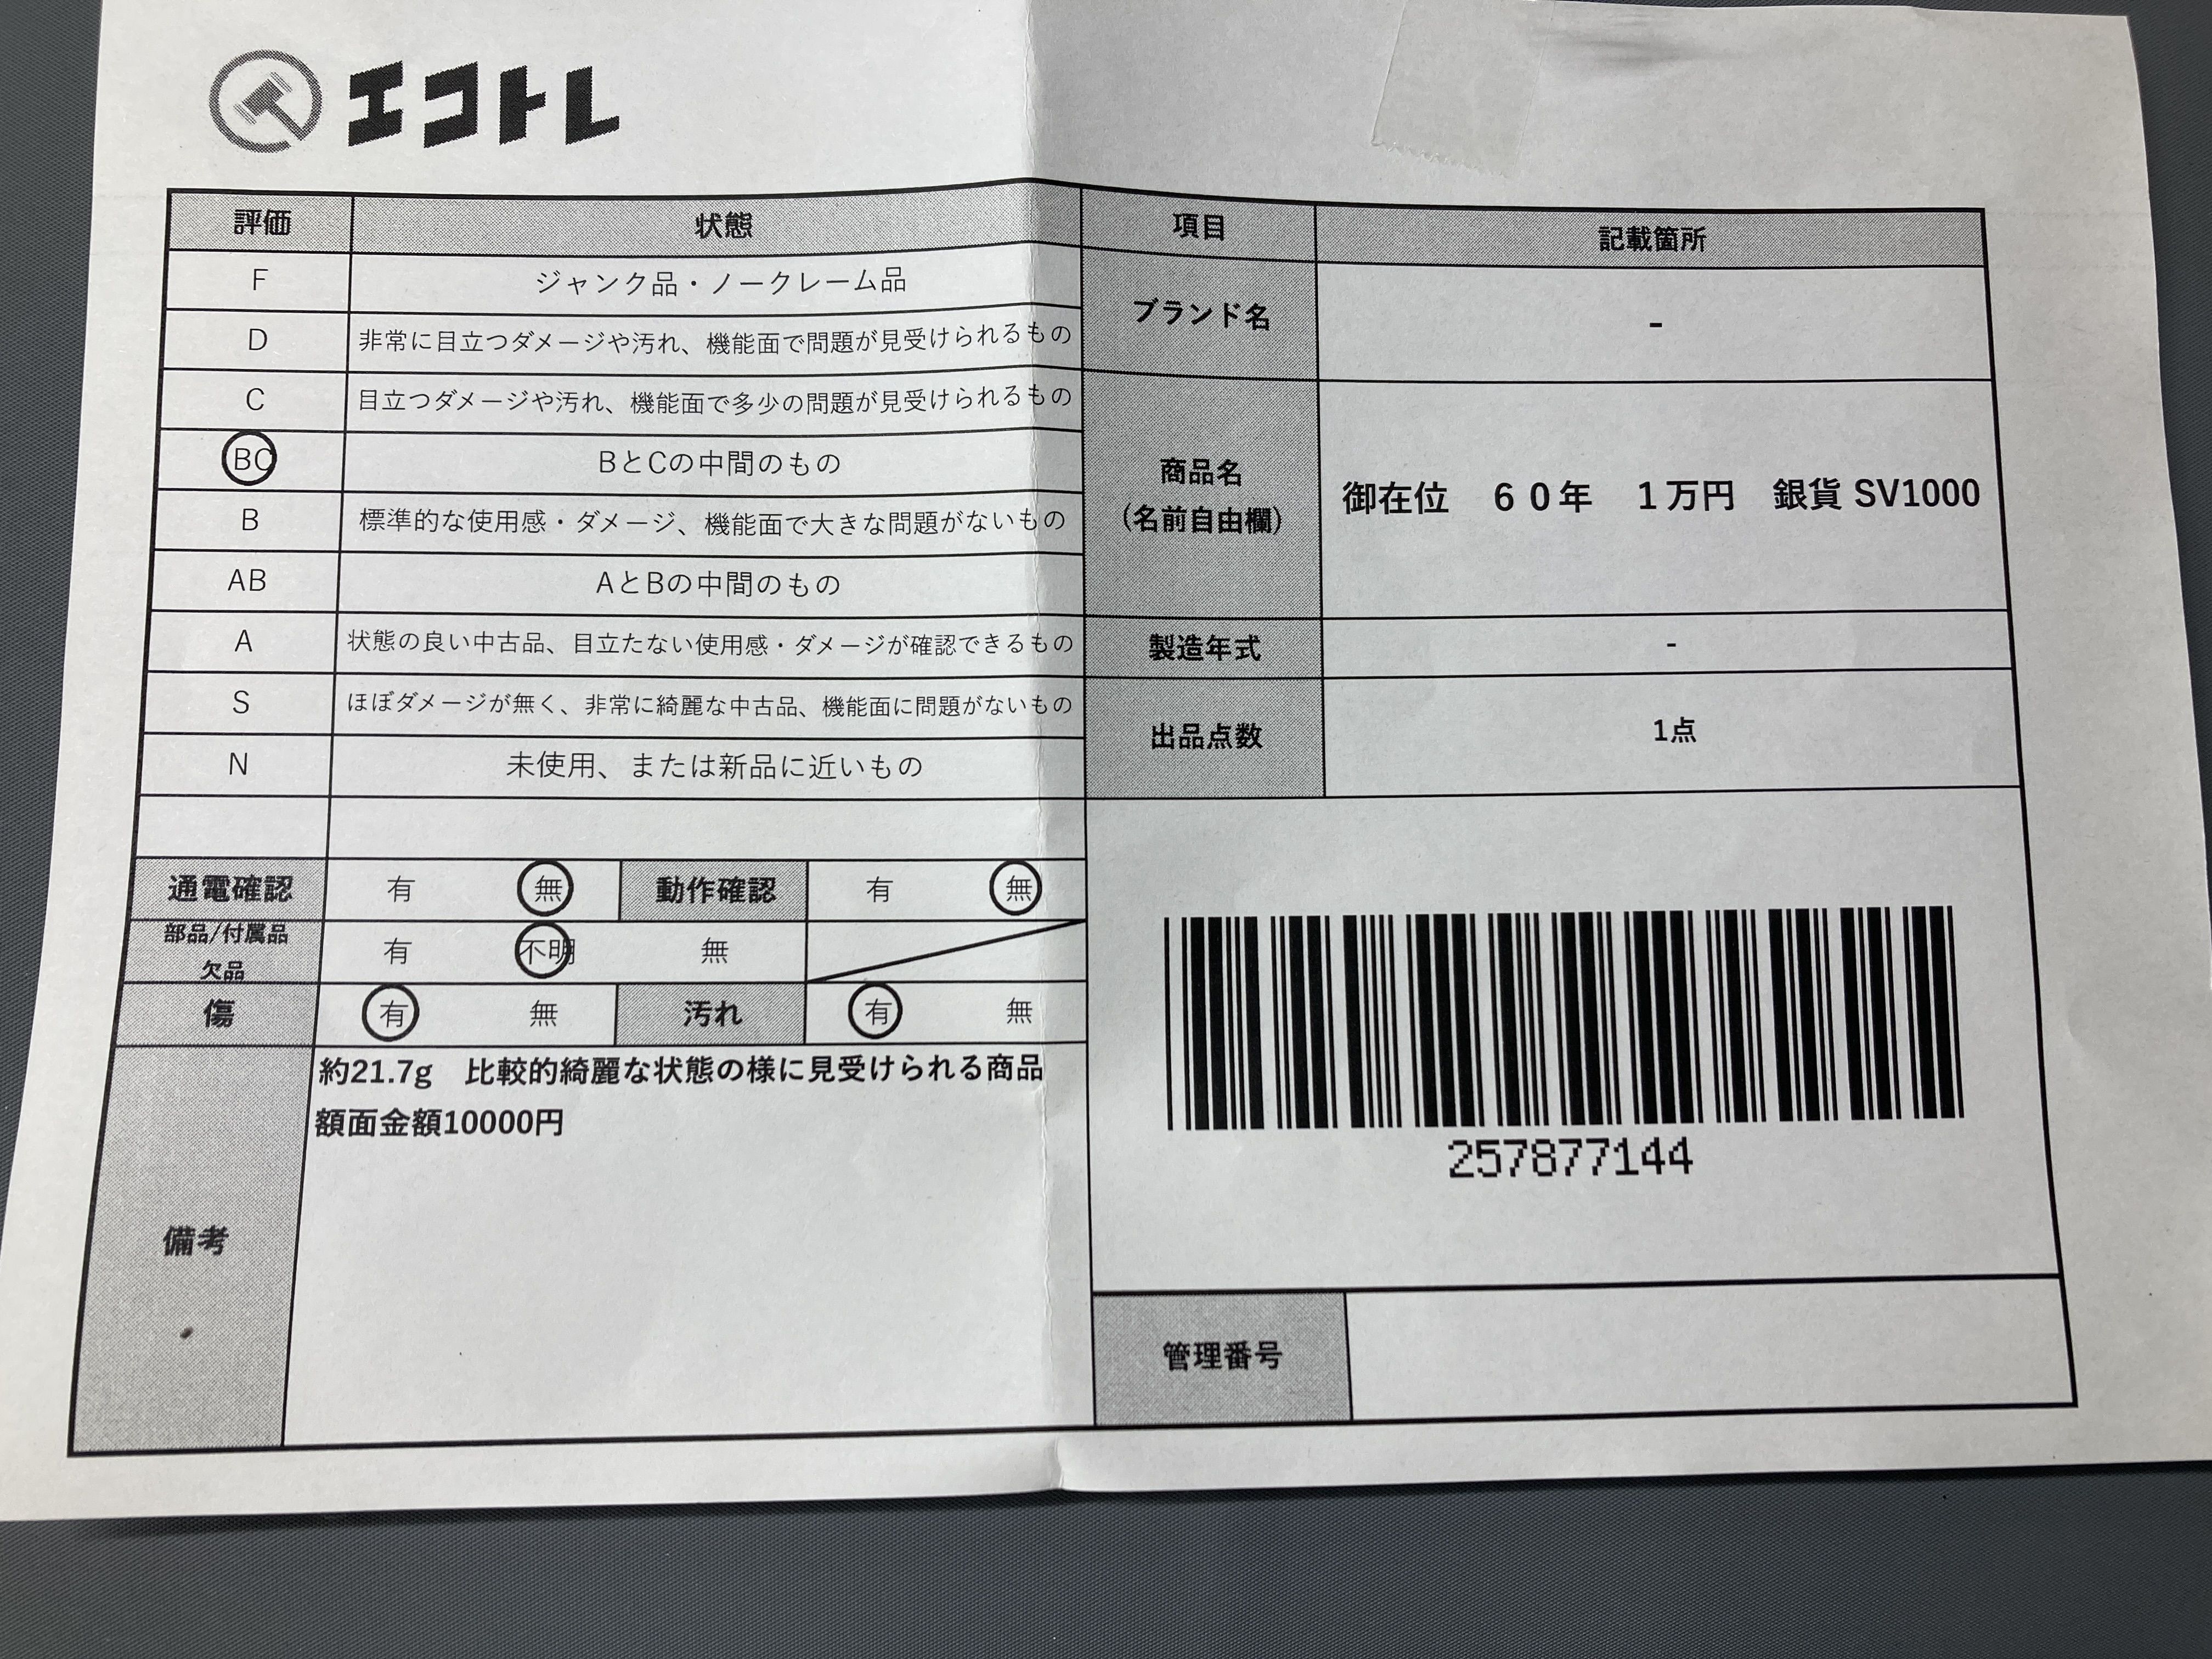 エコトレ
評価 状態
F ジャンク品・ノークレーム品
D 非常に目立つダメージや汚れ、機能面で問題が見受けられるもの
C 目立つダメージや汚れ、機能面で多少の問題が見受けられるもの
BC BとCの中間のもの
B 標準的な使用感・ダメージ、機能面で大きな問題がないもの
AB AとBの中間のもの
A 状態の良い中古品、目立たない使用感・ダメージが確認できるもの
S ほぼダメージが無く、非常に綺麗な中古品、機能面に問題がないもの
N 未使用、または新品に近いもの
通電確認 有 無 動作確認 有 無
部品/付属品
欠品 有 不明 無
傷 有 無 汚れ 有 無
備考
約21.7g 比較的綺麗な状態の様に見受けられる商品
額面金額10000円
項目 記載箇所
ブランド名 -
商品名
(名前自由欄)
御在位 60年 1万円 銀貨 SV1000
製造年式 -
出品点数 1点
257877144
管理番号